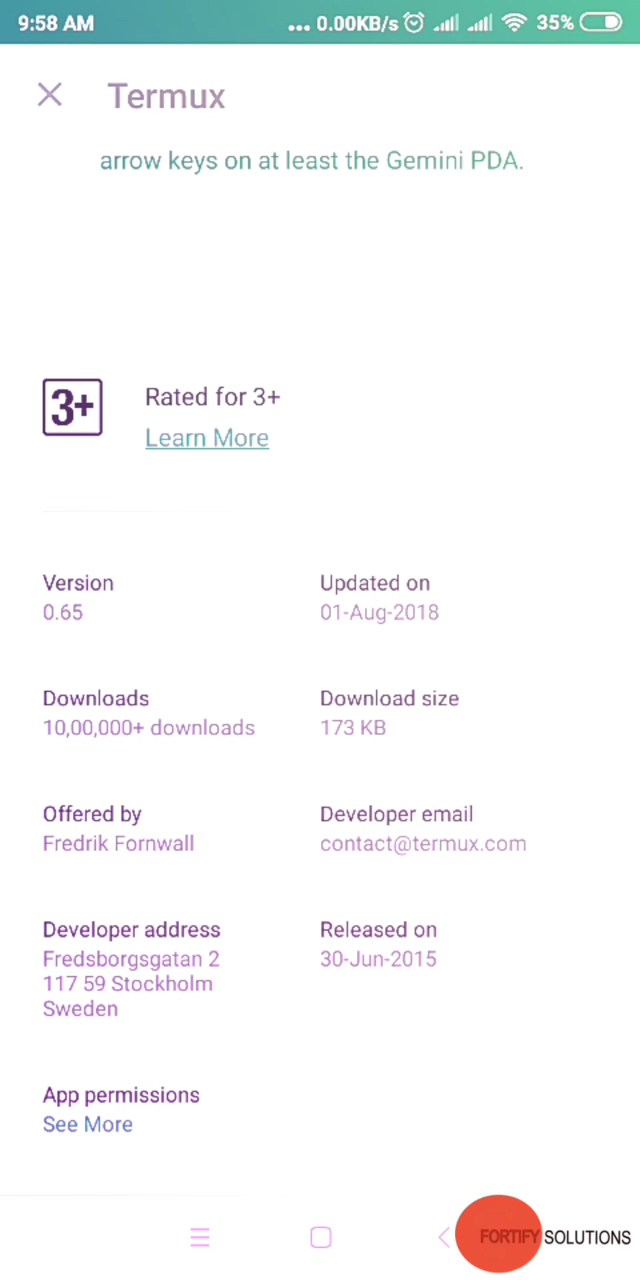 9:58 AM
... 0.00KB/s
35%
Termux
arrow keys on at least the Gemini PDA.
3+
Rated for 3+
Learn More
Version
0.65
Updated on
01-Aug-2018
Downloads
10,00,000+ downloads
Download size
173 KB
Offered by
Fredrik Fornwall
Developer email
contact@termux.com
Developer address
Fredsborgsgatan 2
117 59 Stockholm
Sweden
Released on
30-Jun-2015
App permissions
See More
FORTIFY SOLUTIONS